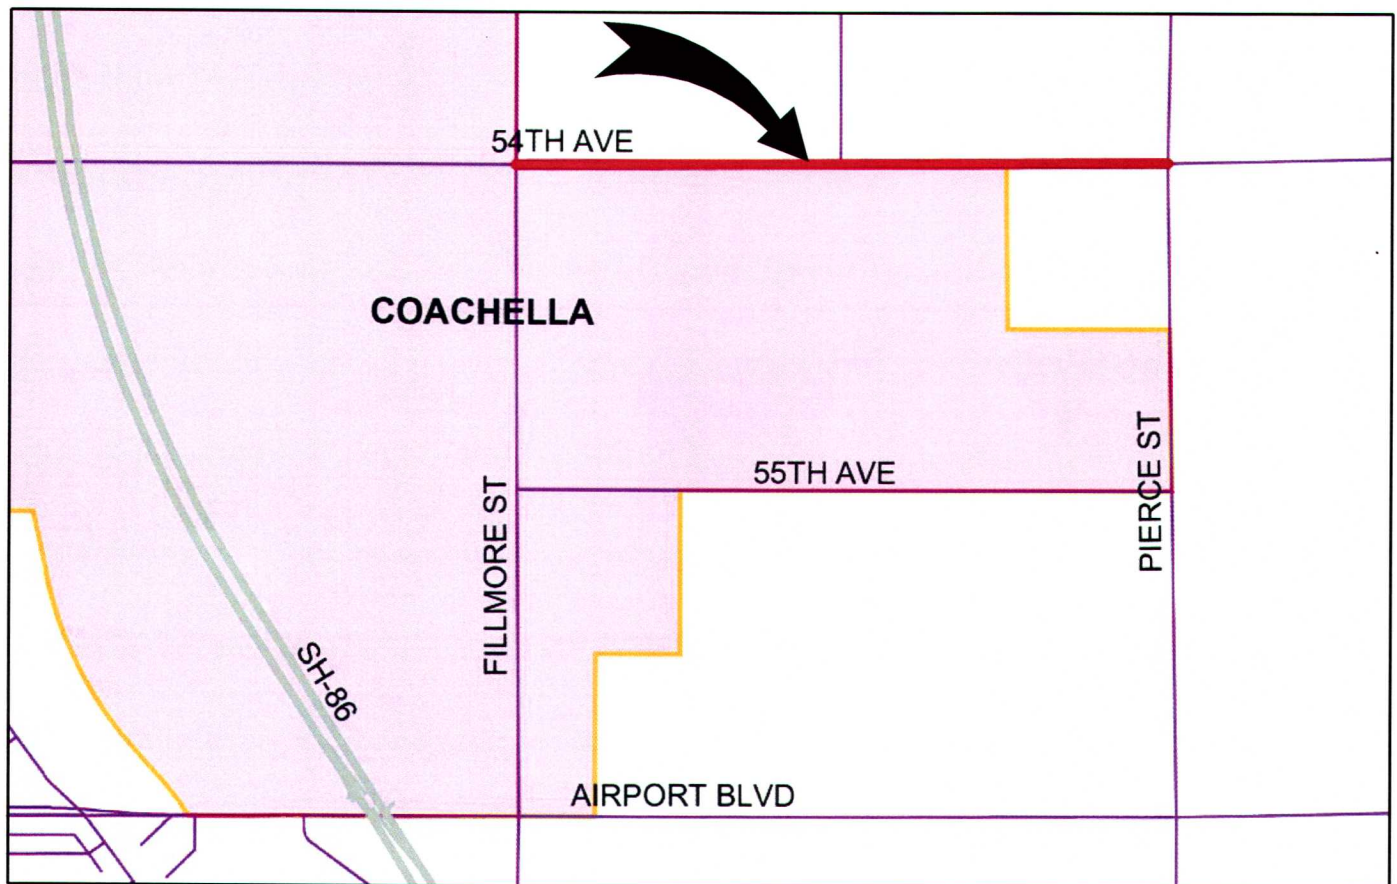 54TH AVE
COACHELLA
55TH AVE
PIERCE ST
FILLMORE ST
SH-86
AIRPORT BLVD